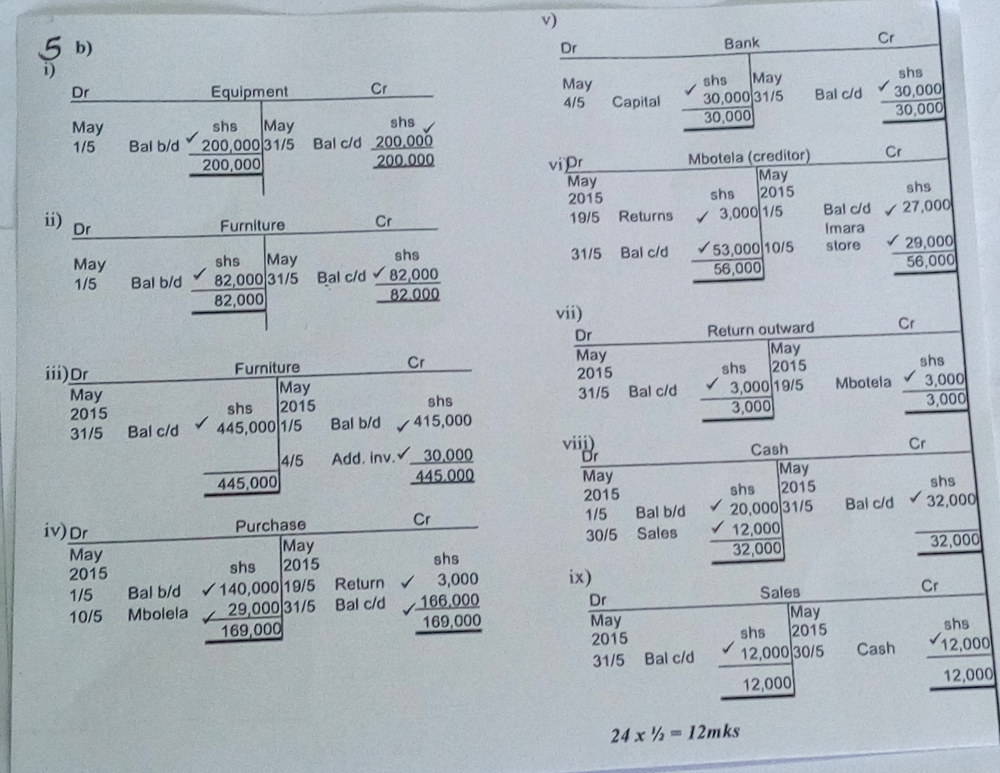 5 b)
i)
Dr Equipment Cr
shs shs ✓
May May
1/5 Bal b/d ✓ 200,000 31/5 Bal c/d 200.000
200,000 200.000
ii) Dr Furniture Cr
shs shs
May May
1/5 Bal b/d ✓ 82,000 31/5 Bal c/d ✓ 82,000
82,000 82.000
iii) Dr Furniture Cr
May May
2015 shs 2015 shs
31/5 Bal c/d ✓ 445,000 1/5 Bal b/d ✓ 415,000
4/5 Add. inv. ✓ 30,000
445,000 445.000
iv) Dr Purchase Cr
May May
2015 shs 2015 shs
1/5 Bal b/d ✓ 140,000 19/5 Return ✓ 3,000
10/5 Mbolela ✓ 29,000 31/5 Bal c/d ✓ 166,000
169,000 169,000
v)
Dr Bank Cr
May shs May shs
4/5 Capital ✓ 30,000 31/5 Bal c/d ✓ 30,000
30,000 30,000
vi) Dr Mbotela (creditor) Cr
May May
2015 shs 2015 shs
19/5 Returns ✓ 3,000 1/5 Bal c/d ✓ 27,000
Imara
31/5 Bal c/d ✓ 53,000 10/5 store ✓ 29,000
56,000 56,000
vii)
Dr Return outward Cr
May May
2015 shs 2015 shs
31/5 Bal c/d ✓ 3,000 19/5 Mbotela ✓ 3,000
3,000 3,000
viii)
Dr Cash Cr
May May
2015 shs 2015 shs
1/5 Bal b/d ✓ 20,000 31/5 Bal c/d ✓ 32,000
30/5 Sales ✓ 12,000
32,000 32,000
ix)
Dr Sales Cr
May May
2015 shs 2015 shs
31/5 Bal c/d ✓ 12,000 30/5 Cash ✓ 12,000
12,000 12,000
24 x ½ = 12mks